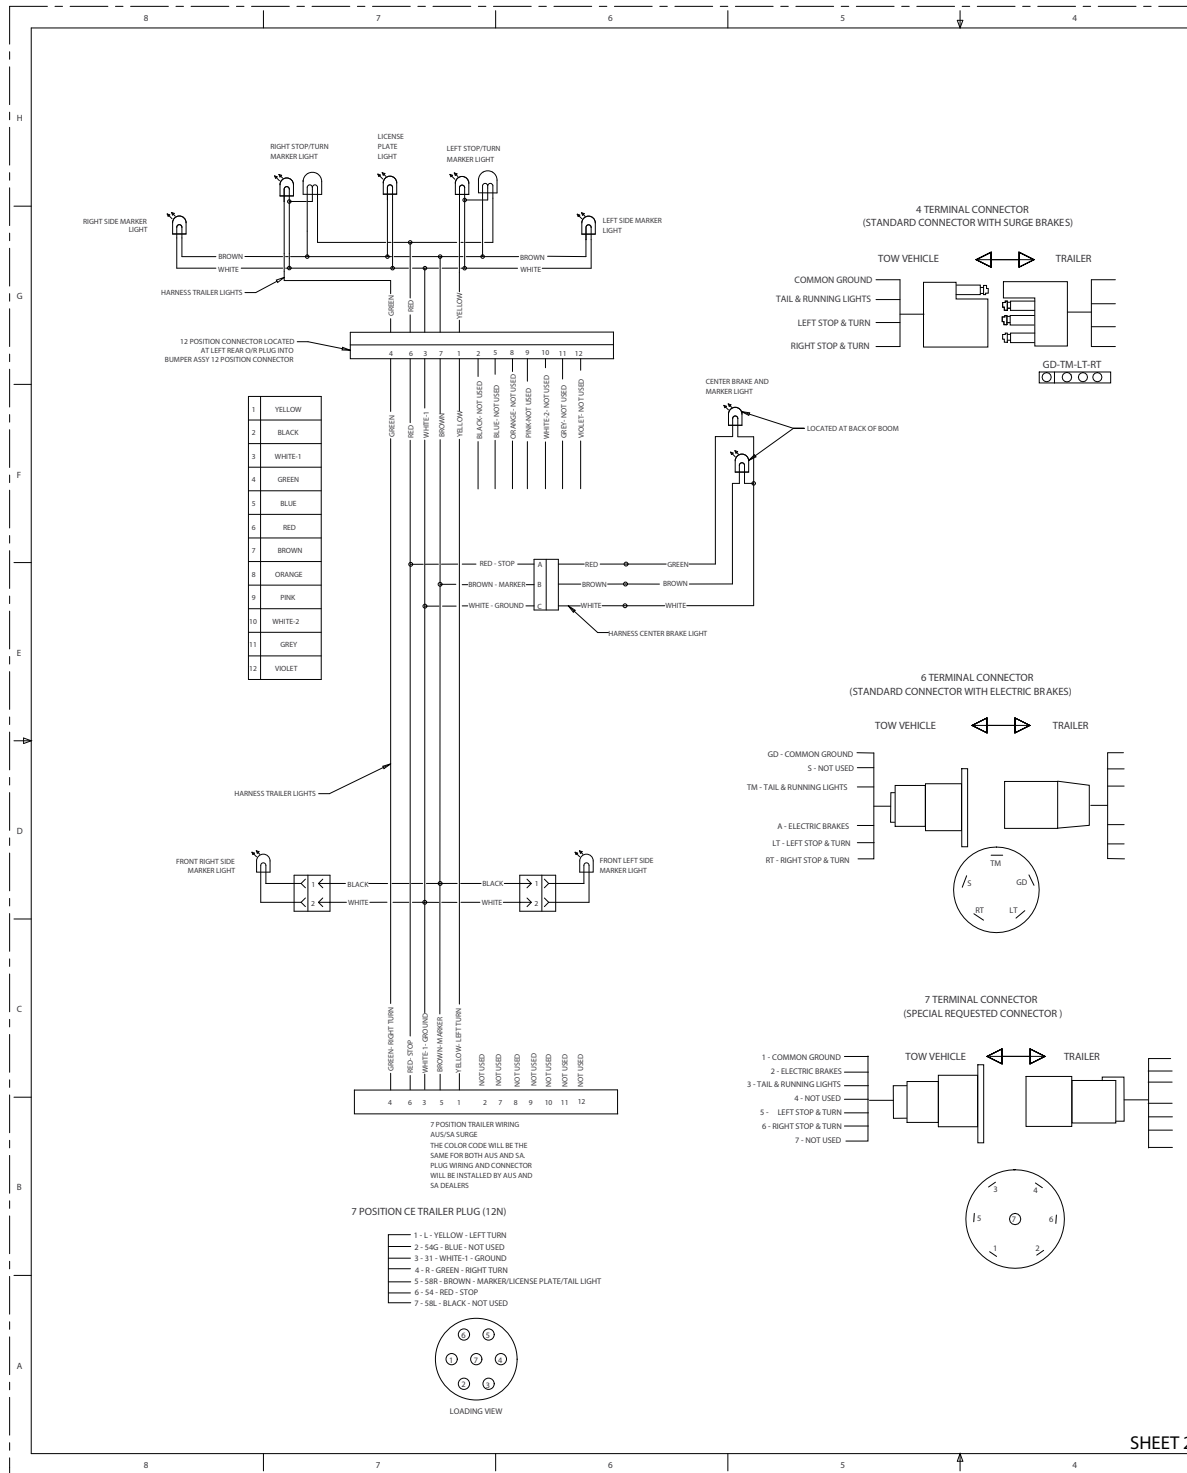 8 7 6 5 4
H
G
F
E
D
C
B
A
RIGHT STOP/TURN
MARKER LIGHT
LICENSE
PLATE
LIGHT
LEFT STOP/TURN
MARKER LIGHT
RIGHT SIDE MARKER
LIGHT
LEFT SIDE MARKER
LIGHT
BROWN
BROWN
WHITE
WHITE
HARNESS TRAILER LIGHTS
GREEN
RED
YELLOW
12 POSITION CONNECTOR LOCATED
AT LEFT REAR O/R PLUG INTO
BUMPER ASSY 12 POSITION CONNECTOR
4 6 3 7 1 2 5 8 9 10 11 12
GREEN
RED
WHITE-1
BROWN
YELLOW
BLACK- NOT USED
BLUE- NOT USED
ORANGE- NOT USED
PINK-NOT USED
WHITE-2- NOT USED
GREY- NOT USED
VIOLET- NOT USED
1 YELLOW
2 BLACK
3 WHITE-1
4 GREEN
5 BLUE
6 RED
7 BROWN
8 ORANGE
9 PINK
10 WHITE-2
11 GREY
12 VIOLET
CENTER BRAKE AND
MARKER LIGHT
LOCATED AT BACK OF BOOM
RED - STOP A RED GREEN
BROWN - MARKER B BROWN BROWN
WHITE - GROUND C WHITE WHITE
HARNESS CENTER BRAKE LIGHT
HARNESS TRAILER LIGHTS
FRONT RIGHT SIDE
MARKER LIGHT
FRONT LEFT SIDE
MARKER LIGHT
1 BLACK BLACK 1
2 WHITE WHITE 2
GREEN- RIGHT TURN
RED- STOP
WHITE-1- GROUND
BROWN- MARKER
YELLOW- LEFT TURN
NOT USED
NOT USED
NOT USED
NOT USED
NOT USED
NOT USED
NOT USED
4 6 3 5 1 2 7 8 9 10 11 12
7 POSITION TRAILER WIRING
AUS/SA SURGE
THE COLOR CODE WILL BE THE
SAME FOR BOTH AUS AND SA.
PLUG WIRING AND CONNECTOR
WILL BE INSTALLED BY AUS AND
SA DEALERS
7 POSITION CE TRAILER PLUG (12N)
1 - L - YELLOW - LEFT TURN
2 - 54G - BLUE - NOT USED
3 - 31 - WHITE-1 - GROUND
4 - R - GREEN - RIGHT TURN
5 - 58R - BROWN - MARKER/LICENSE PLATE/TAIL LIGHT
6 - 54 - RED - STOP
7 - 58L - BLACK - NOT USED
6 5
1 7 4
2 3
LOADING VIEW
4 TERMINAL CONNECTOR
(STANDARD CONNECTOR WITH SURGE BRAKES)
TOW VEHICLE TRAILER
COMMON GROUND
TAIL & RUNNING LIGHTS
LEFT STOP & TURN
RIGHT STOP & TURN
GD-TM-LT-RT
6 TERMINAL CONNECTOR
(STANDARD CONNECTOR WITH ELECTRIC BRAKES)
TOW VEHICLE TRAILER
GD - COMMON GROUND
S - NOT USED
TM - TAIL & RUNNING LIGHTS
A - ELECTRIC BRAKES
LT - LEFT STOP & TURN
RT - RIGHT STOP & TURN
TM
S GD
RT LT
7 TERMINAL CONNECTOR
(SPECIAL REQUESTED CONNECTOR )
TOW VEHICLE TRAILER
1 - COMMON GROUND
2 - ELECTRIC BRAKES
3 - TAIL & RUNNING LIGHTS
4 - NOT USED
5 - LEFT STOP & TURN
6 - RIGHT STOP & TURN
7 - NOT USED
3 4
5 7 6
1 2
SHEET 2
8 7 6 5 4